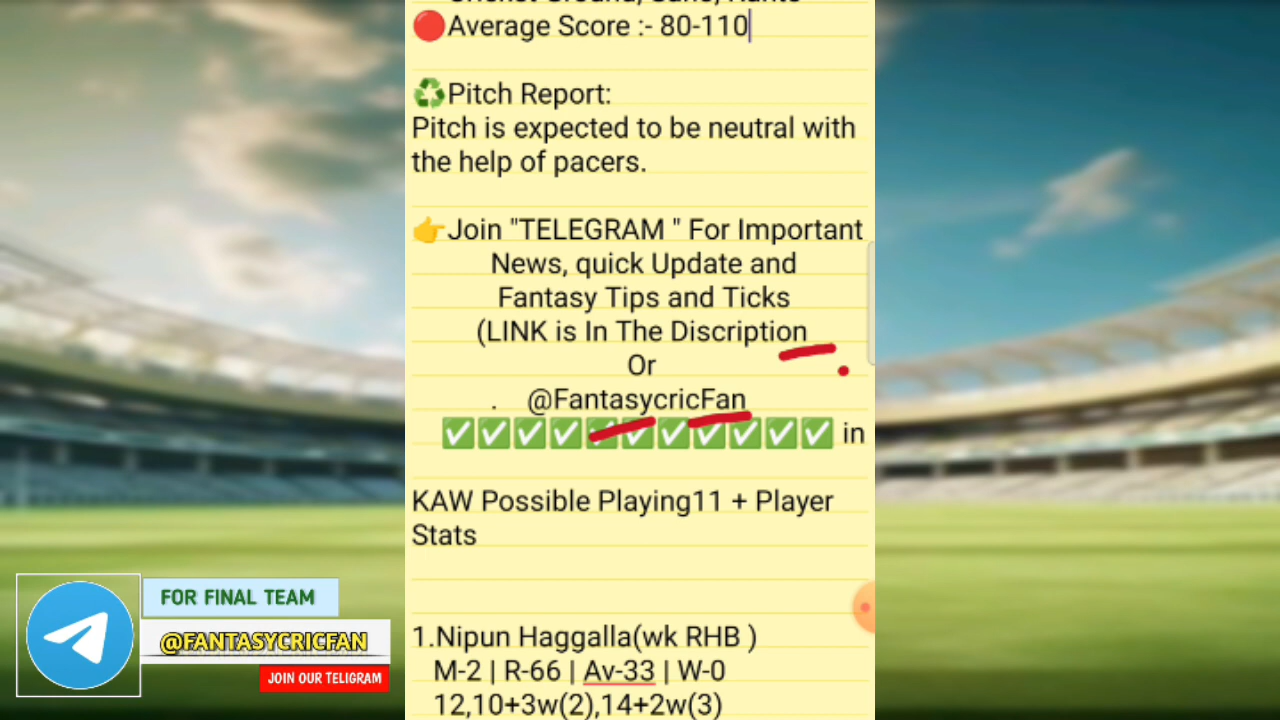 🔴Average Score :- 80-110
♻️Pitch Report:
Pitch is expected to be neutral with
the help of pacers.
👉Join "TELEGRAM " For Important
News, quick Update and
Fantasy Tips and Ticks
(LINK is In The Discription
Or
. @FantasycricFan
✅✅✅✅✅✅✅✅✅✅✅ in
KAW Possible Playing11 + Player
Stats
1.Nipun Haggalla(wk RHB )
M-2 | R-66 | Av-33 | W-0
12,10+3w(2),14+2w(3)
FOR FINAL TEAM
@FANTASYCRICFAN
JOIN OUR TELIGRAM